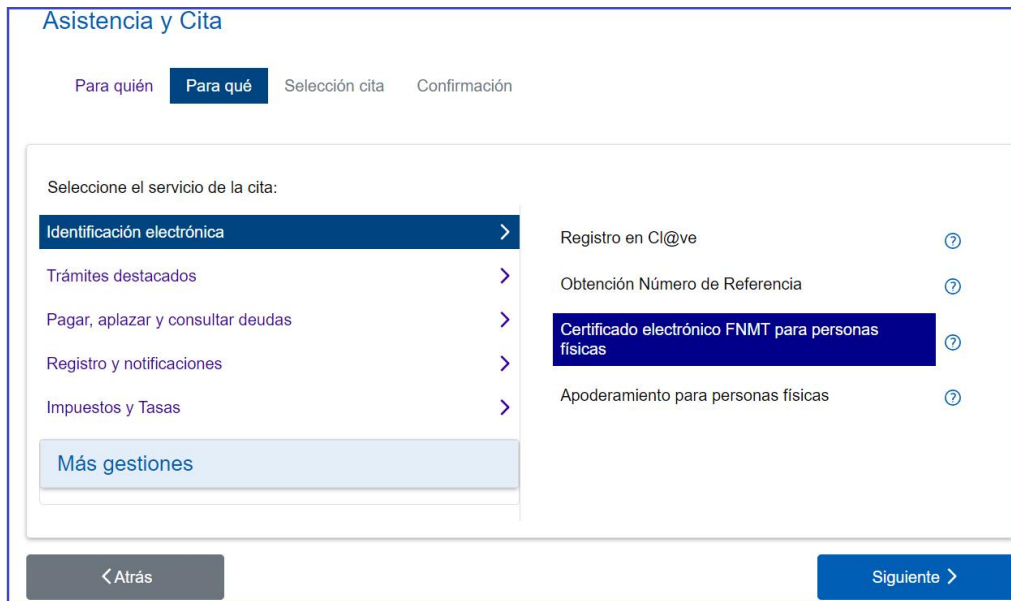 Asistencia y Cita
Para quién Para qué Selección cita Confirmación
Seleccione el servicio de la cita:
Identificación electrónica
Trámites destacados
Pagar, aplazar y consultar deudas
Registro y notificaciones
Impuestos y Tasas
Más gestiones
Registro en Cl@ve
Obtención Número de Referencia
Certificado electrónico FNMT para personas
físicas
Apoderamiento para personas físicas
Atrás
Siguiente